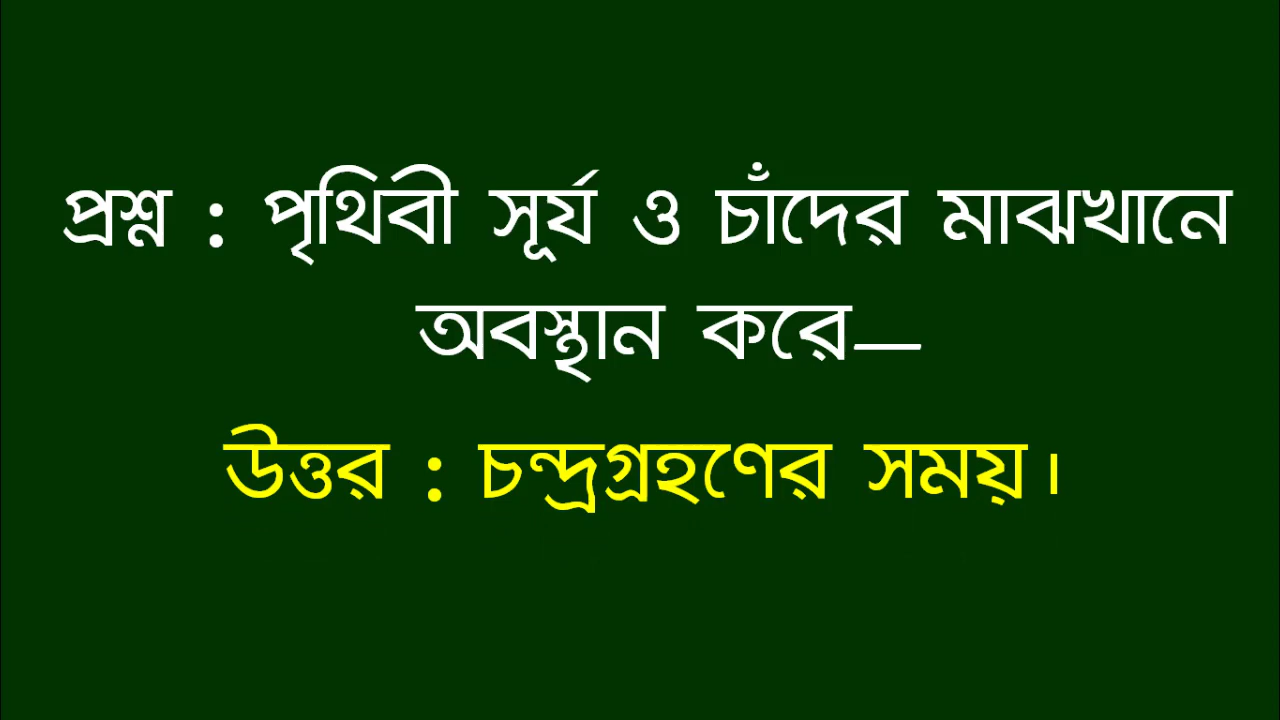 প্রশ্ন : পৃথিবী সূর্য ও চাঁদের মাঝখানে
অবস্থান করে—
উত্তর : চন্দ্রগ্রহণের সময়।